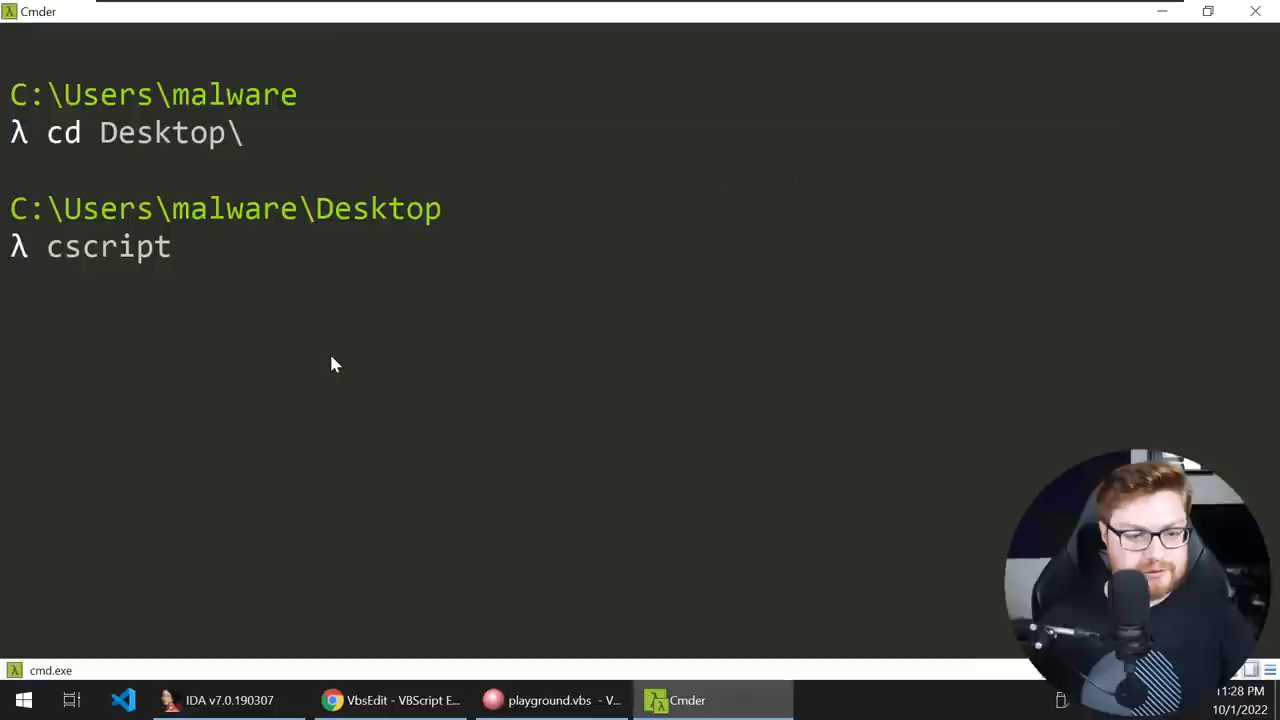 Cmder
C:\Users\malware
λ cd Desktop\
C:\Users\malware\Desktop
λ cscript
cmd.exe
IDA v7.0.190307
VbsEdit - VBScript E...
playground.vbs - V...
Cmder
11:28 PM
10/1/2022